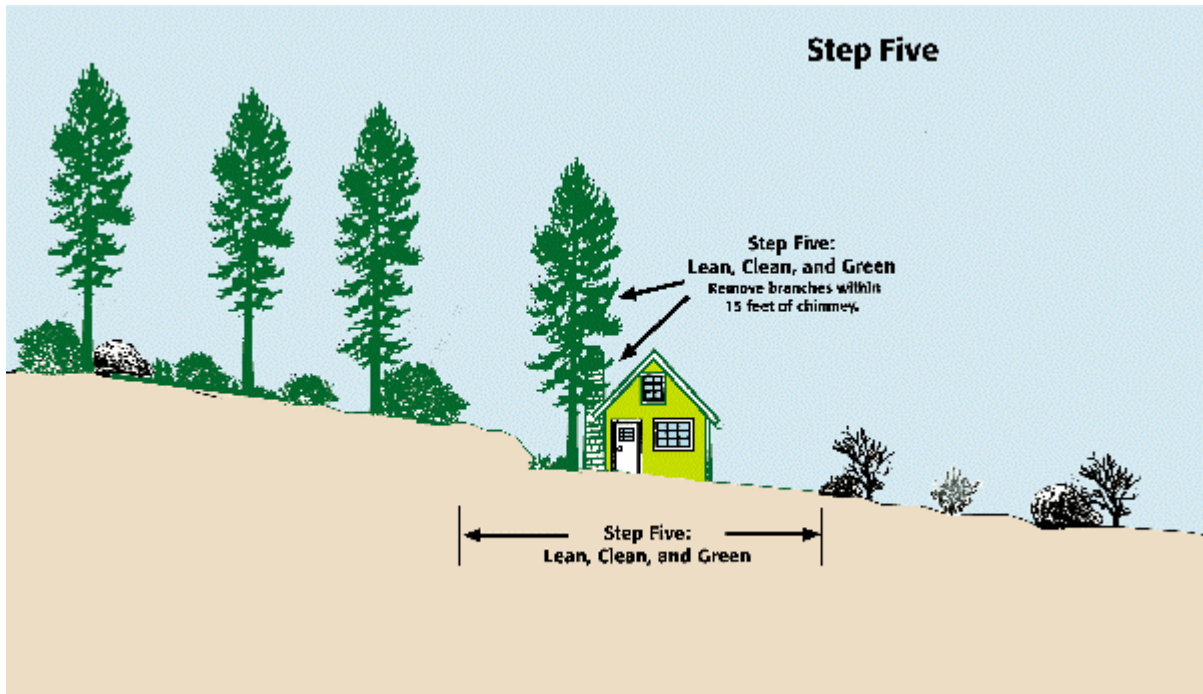 Step Five
Step Five:
Lean, Clean, and Green
Remove branches within
15 feet of chimney.
Step Five:
Lean, Clean, and Green